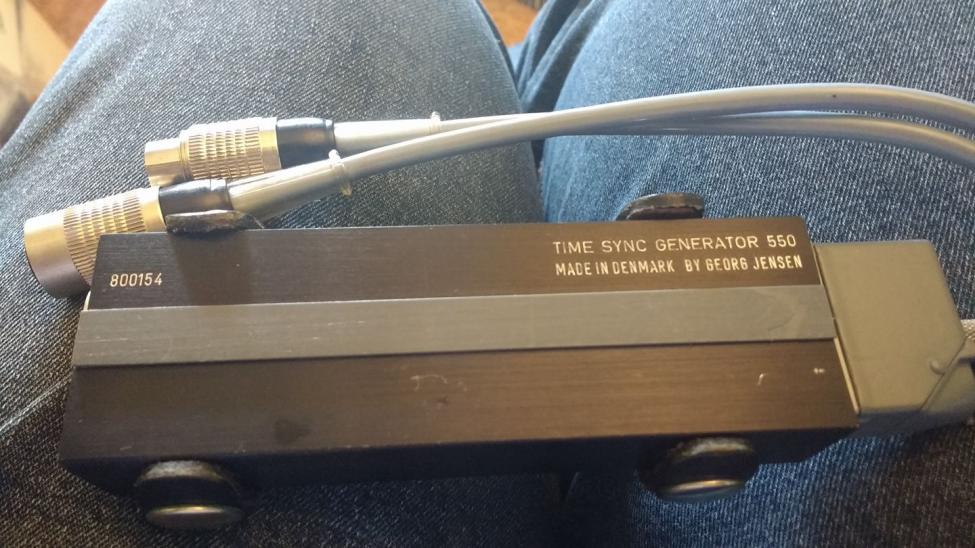 TIME SYNC GENERATOR 550
MADE IN DENMARK BY GEORG JENSEN
800154